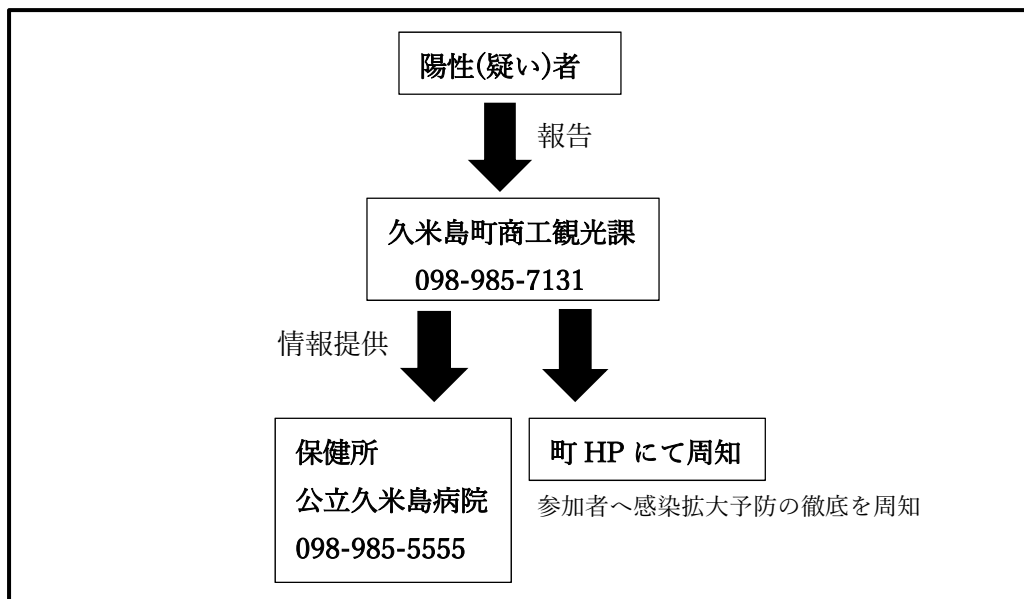 陽性(疑い)者
報告
久米島町商工観光課
098-985-7131
情報提供
保健所
公立久米島病院
098-985-5555
町 HP にて周知
参加者へ感染拡大予防の徹底を周知